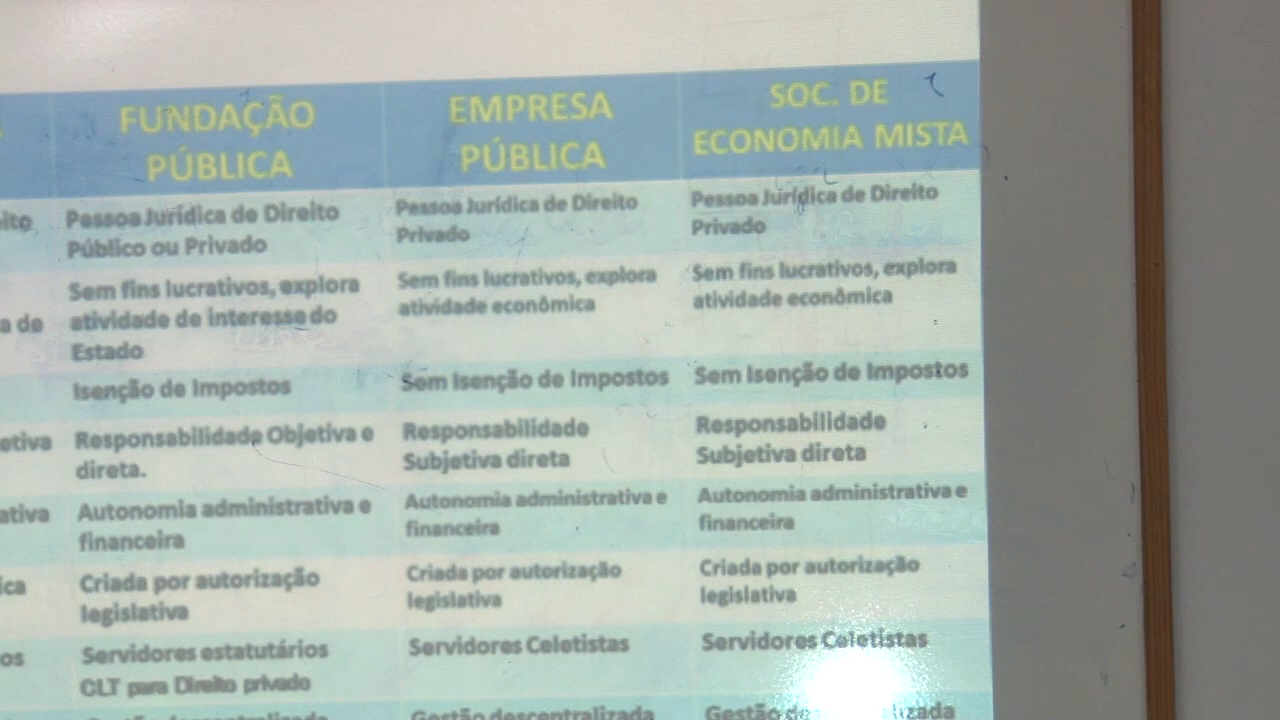 FUNDAÇÃO
PÚBLICA
EMPRESA
PÚBLICA
SOC. DE
ECONOMIA MISTA
Pessoa Jurídica de Direito
Público ou Privado
Pessoa Jurídica de Direito
Privado
Pessoa Jurídica de Direito
Privado
a de
Sem fins lucrativos, explora
atividade de interesse do
Estado
Sem fins lucrativos, explora
atividade econômica
Sem fins lucrativos, explora
atividade econômica
Isenção de Impostos
Sem Isenção de Impostos
Sem Isenção de Impostos
etiva
Responsabilidade Objetiva e
direta.
Responsabilidade
Subjetiva direta
Responsabilidade
Subjetiva direta
ativa
Autonomia administrativa e
financeira
Autonomia administrativa e
financeira
Autonomia administrativa e
financeira
ica
Criada por autorização
legislativa
Criada por autorização
legislativa
Criada por autorização
legislativa
os
Servidores estatutários
CLT para Direito privado
Servidores Celetistas
Servidores Celetistas
Gestão descentralizada